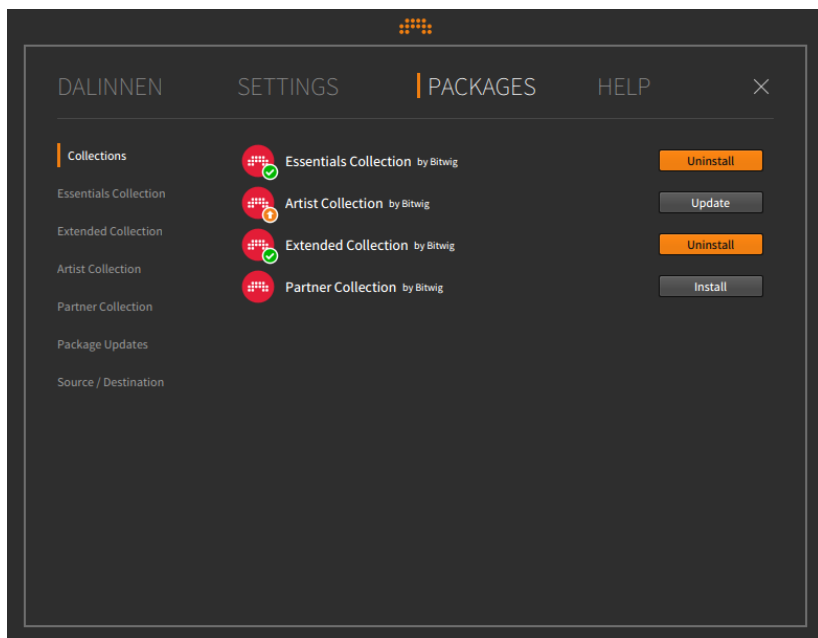 DALINNEN SETTINGS PACKAGES HELP
Collections
Essentials Collection
Extended Collection
Artist Collection
Partner Collection
Package Updates
Source / Destination
Essentials Collection by Bitwig Uninstall
Artist Collection by Bitwig Update
Extended Collection by Bitwig Uninstall
Partner Collection by Bitwig Install